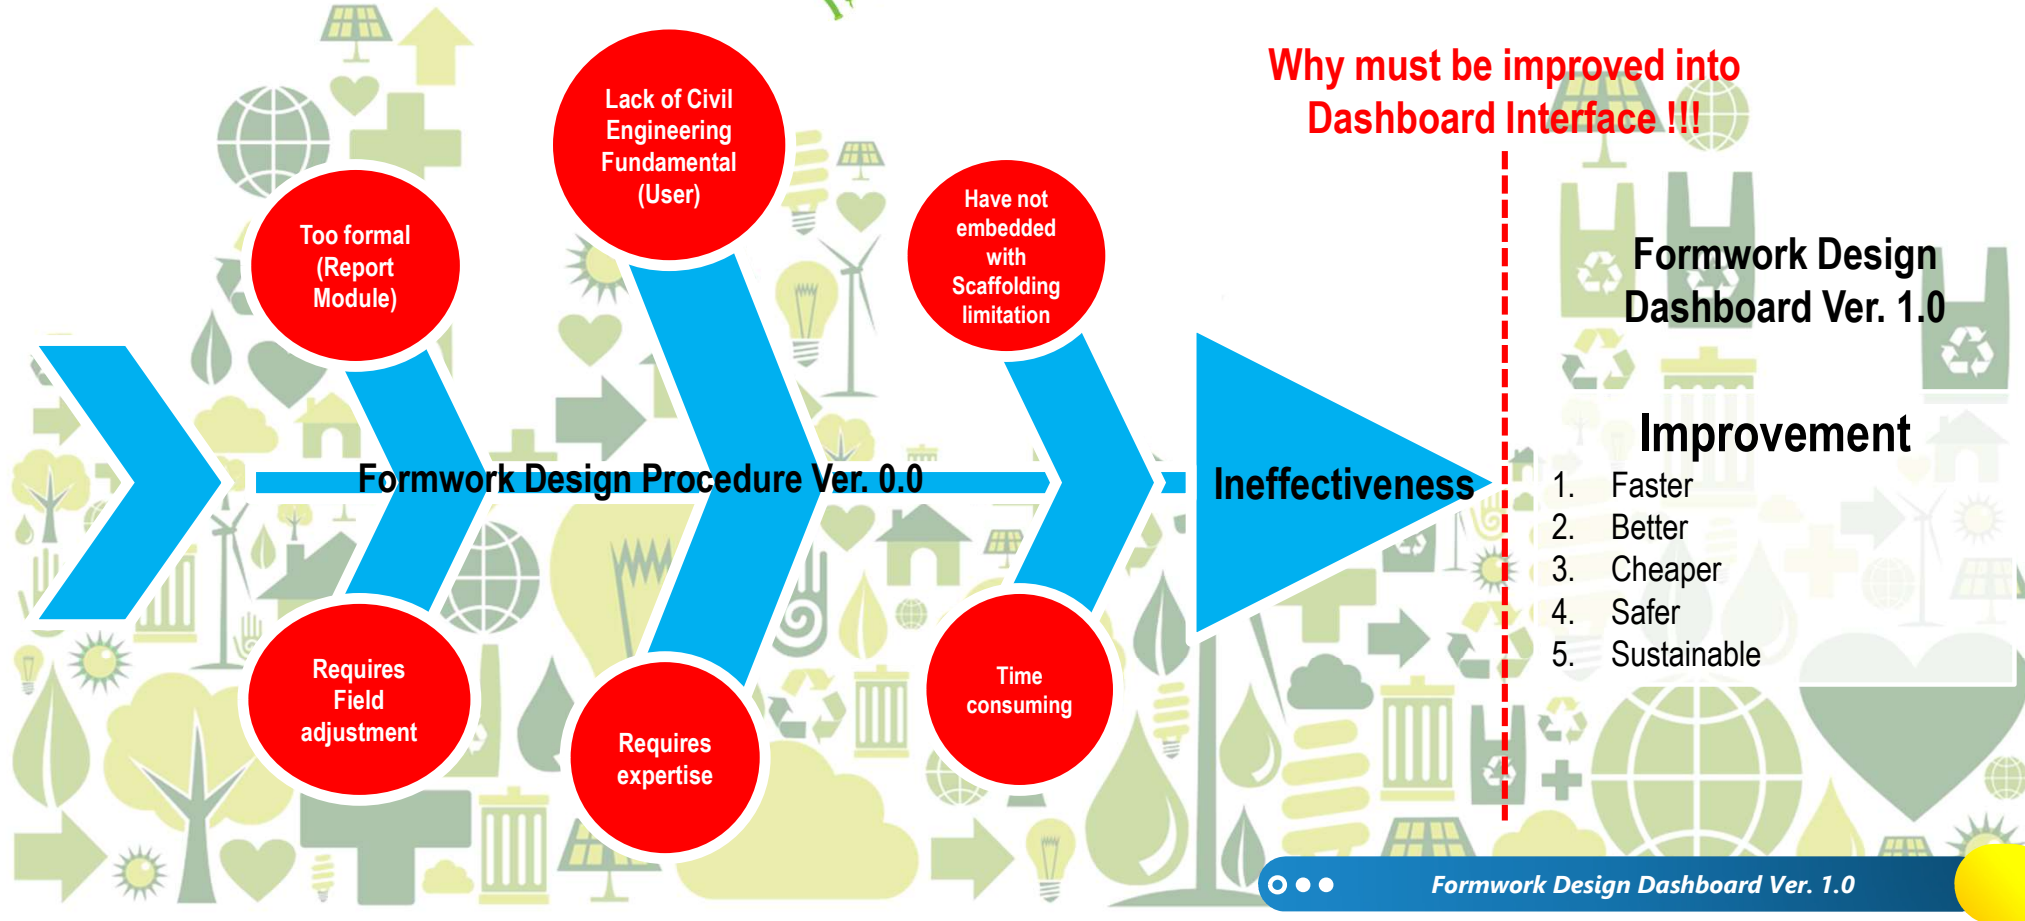 Why must be improved into
Dashboard Interface !!!
Lack of Civil
Engineering
Fundamental
(User)
Too formal
(Report
Module)
Have not
embedded
with
Scaffolding
limitation
Formwork Design Procedure Ver. 0.0
Ineffectiveness
Requires
Field
adjustment
Requires
expertise
Time
consuming
Formwork Design
Dashboard Ver. 1.0
Improvement
1. Faster
2. Better
3. Cheaper
4. Safer
5. Sustainable
Formwork Design Dashboard Ver. 1.0